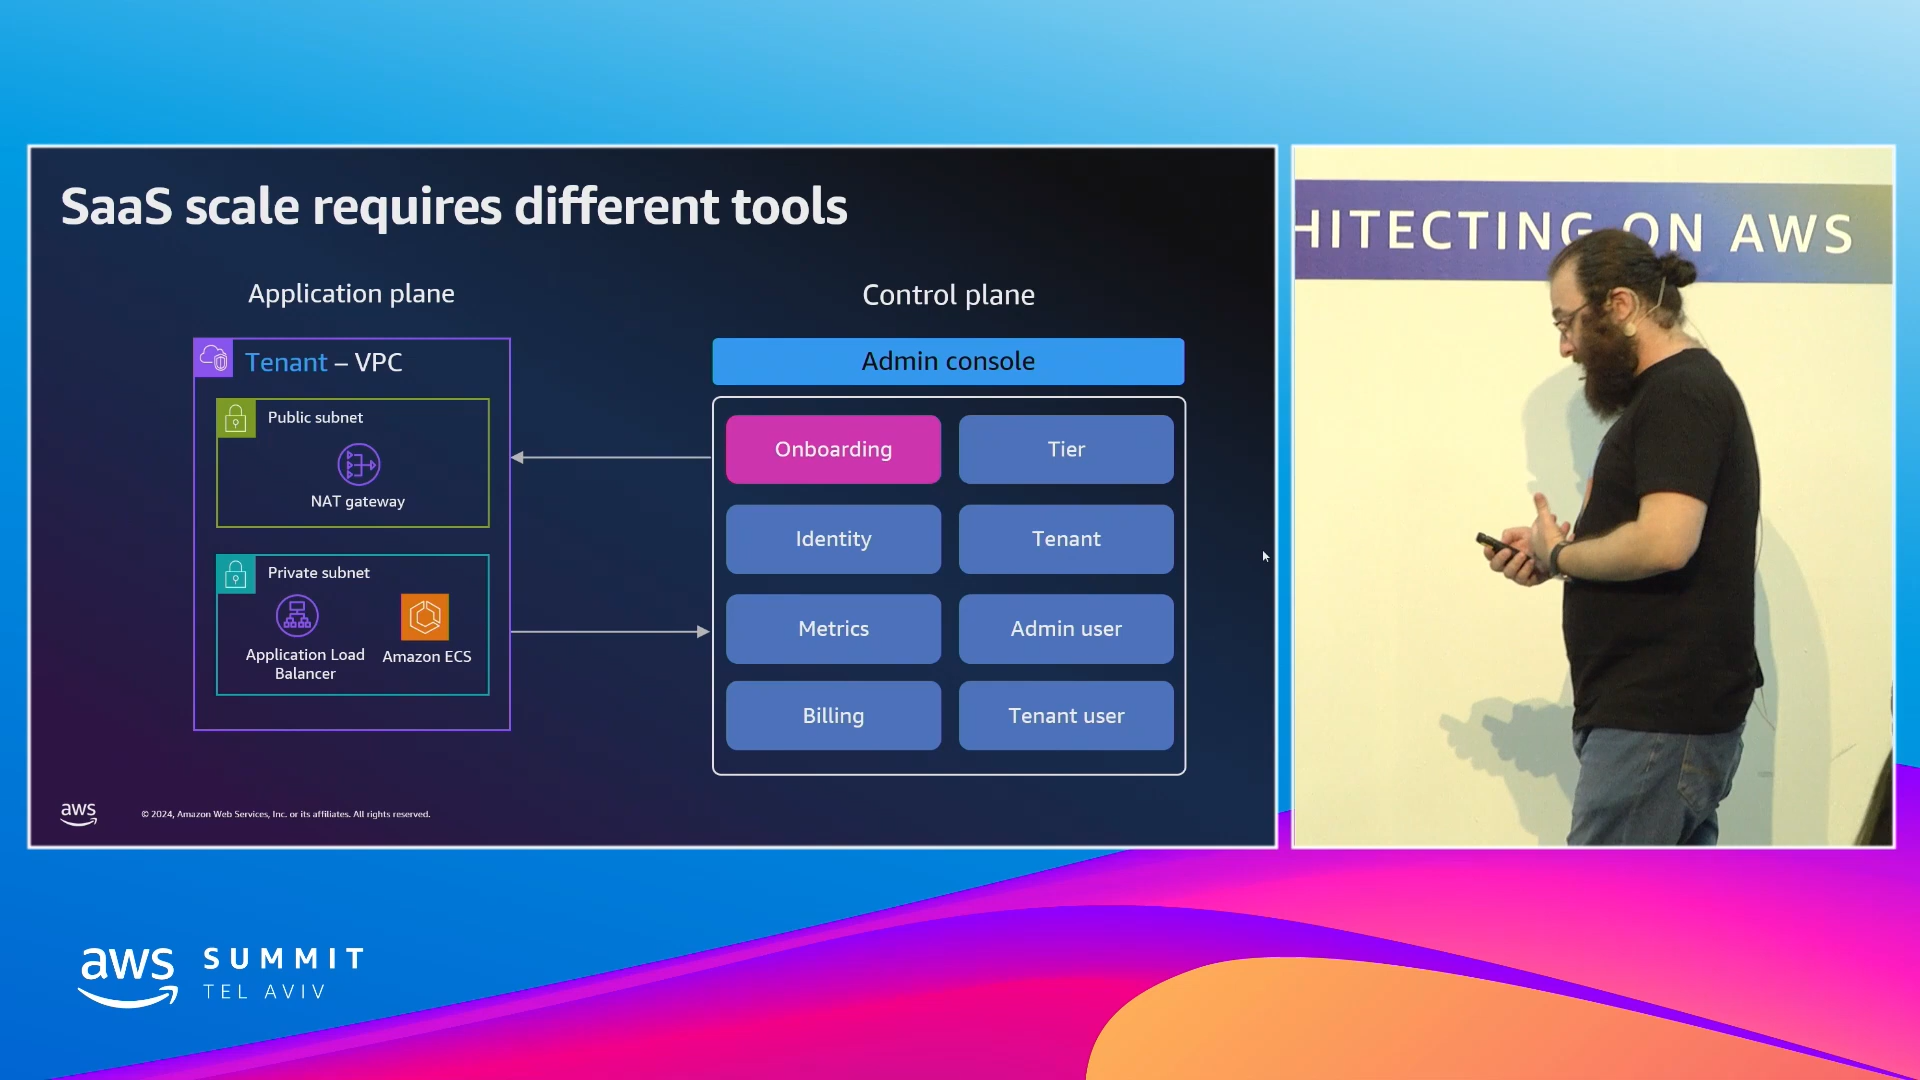 SaaS scale requires different tools
Application plane
Control plane
Tenant – VPC
Public subnet
NAT gateway
Private subnet
Application Load
Balancer
Amazon ECS
Admin console
Onboarding
Tier
Identity
Tenant
Metrics
Admin user
Billing
Tenant user
aws
© 2024, Amazon Web Services, Inc. or its affiliates. All rights reserved.
HITECTING ON AWS
aws
SUMMIT
TEL AVIV